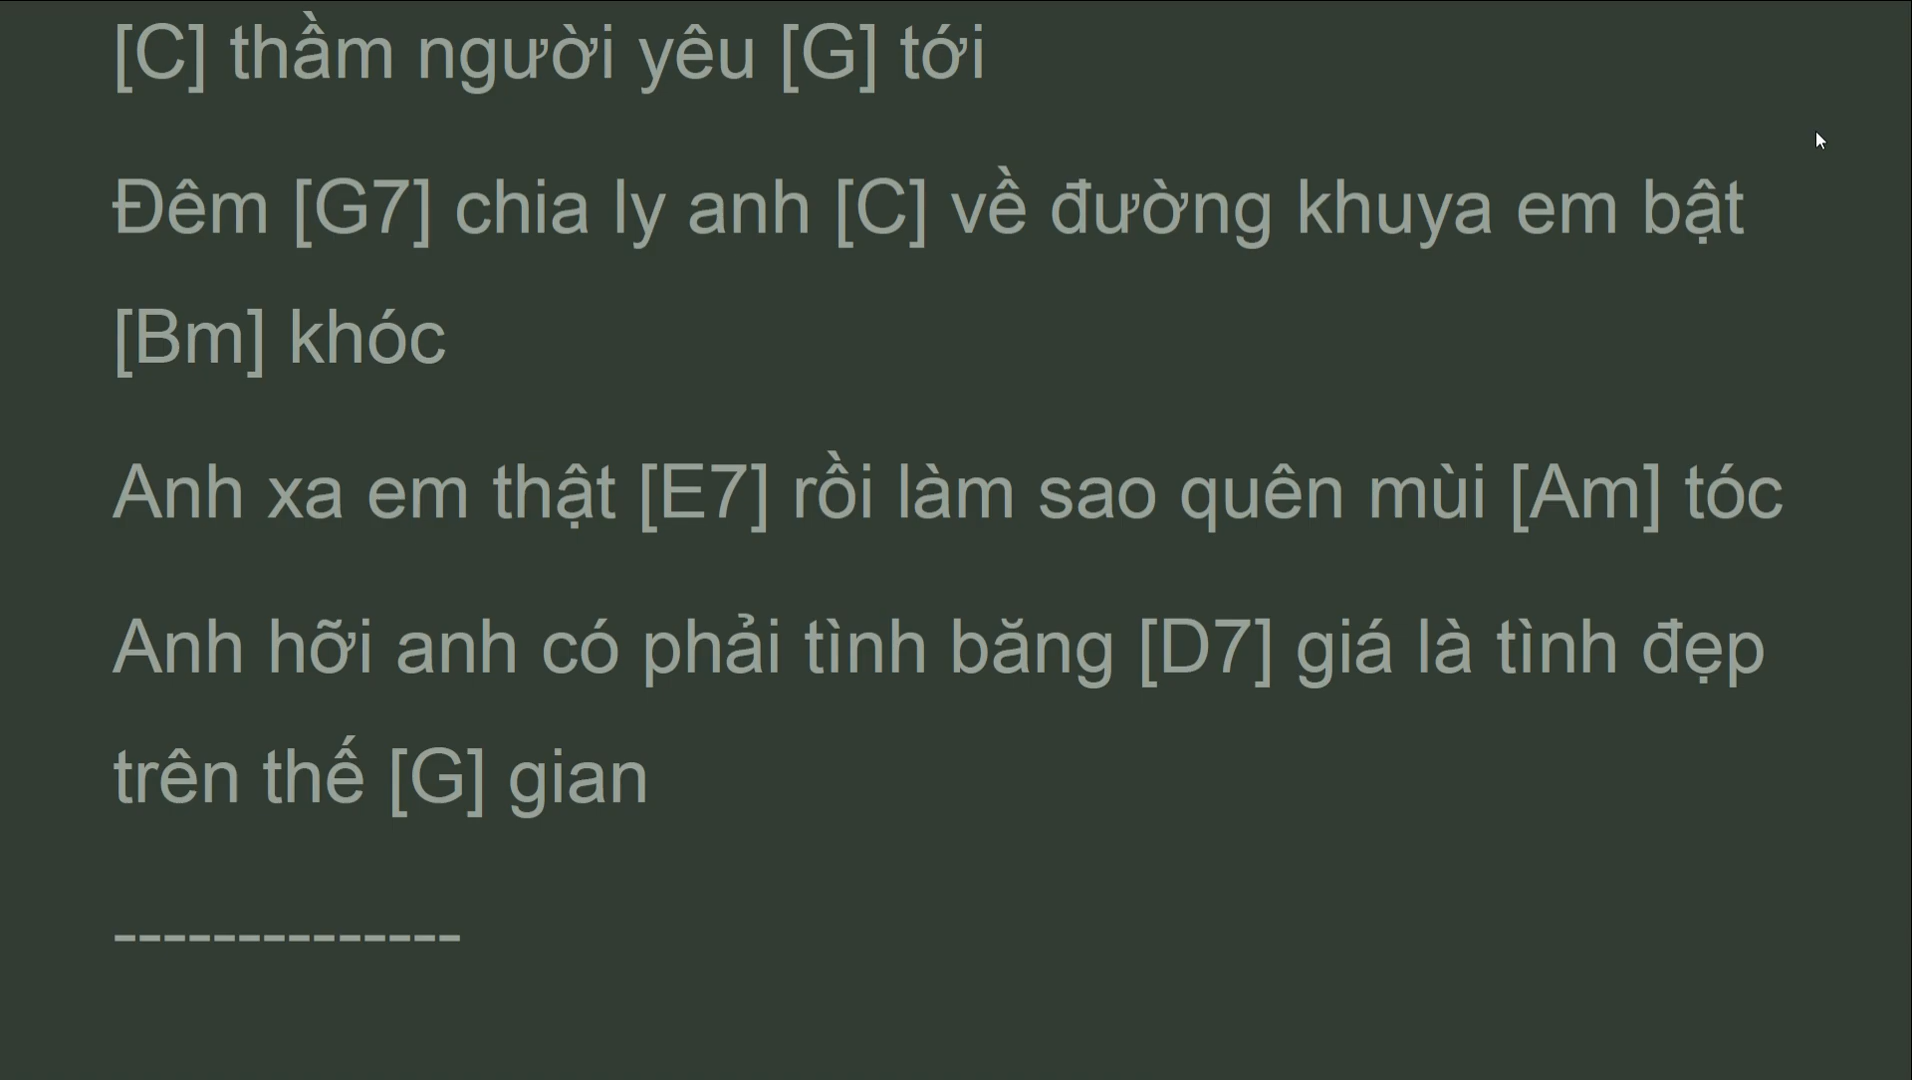 [C] thầm người yêu [G] tới
Đêm [G7] chia ly anh [C] về đường khuya em bật
[Bm] khóc
Anh xa em thật [E7] rồi làm sao quên mùi [Am] tóc
Anh hỡi anh có phải tình băng [D7] giá là tình đẹp
trên thế [G] gian
--------------